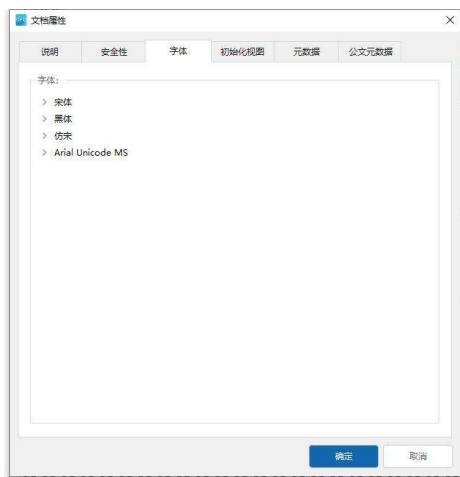 文档属性
说明 安全性 字体 初始化视图 元数据 公文元数据
字体：
宋体
黑体
仿宋
Arial Unicode MS
确定 取消